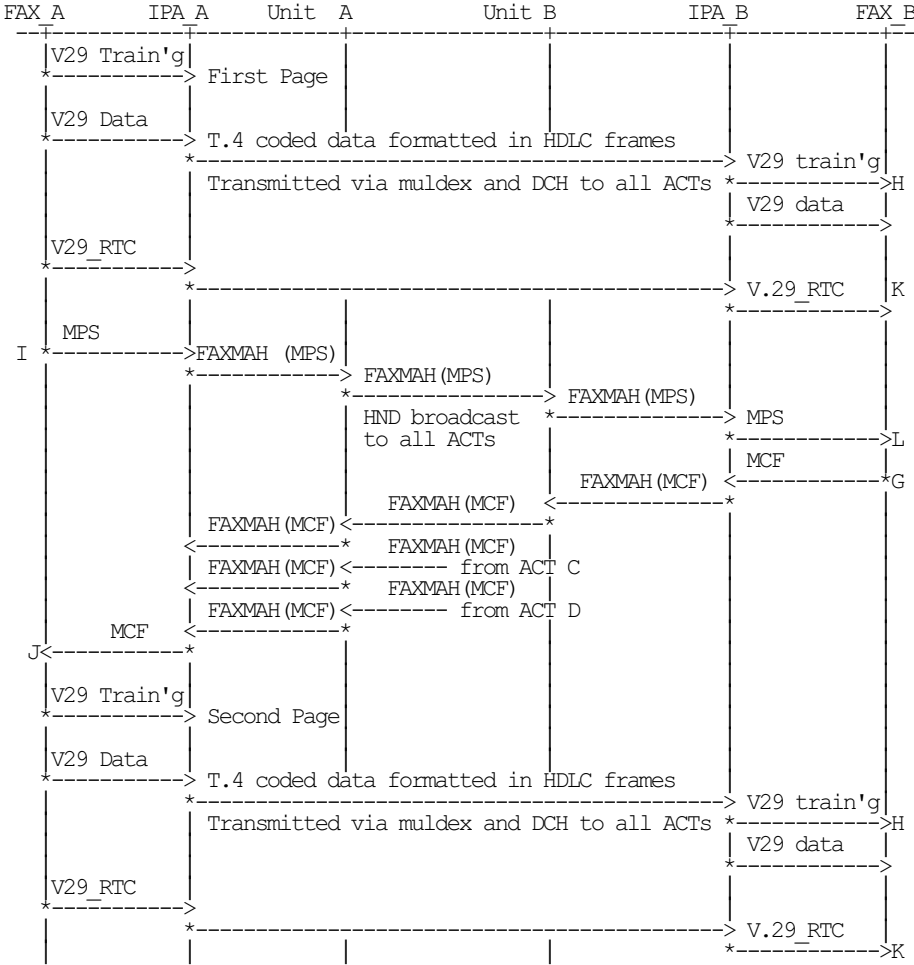 FAX_A IPA_A Unit A Unit B IPA_B FAX_B
V29 Train'g
First Page
V29 Data
T.4 coded data formatted in HDLC frames
V29 train'g
Transmitted via muldex and DCH to all ACTs H
V29 data
V29_RTC
V.29_RTC K
MPS
I FAXMAH (MPS)
FAXMAH(MPS)
FAXMAH(MPS)
HND broadcast MPS
to all ACTs L
MCF
FAXMAH(MCF) G
FAXMAH(MCF)
FAXMAH(MCF)
FAXMAH(MCF)
FAXMAH(MCF) from ACT C
FAXMAH(MCF)
FAXMAH(MCF) from ACT D
MCF
J
V29 Train'g
Second Page
V29 Data
T.4 coded data formatted in HDLC frames
V29 train'g
Transmitted via muldex and DCH to all ACTs H
V29 data
V29_RTC
V.29_RTC
K